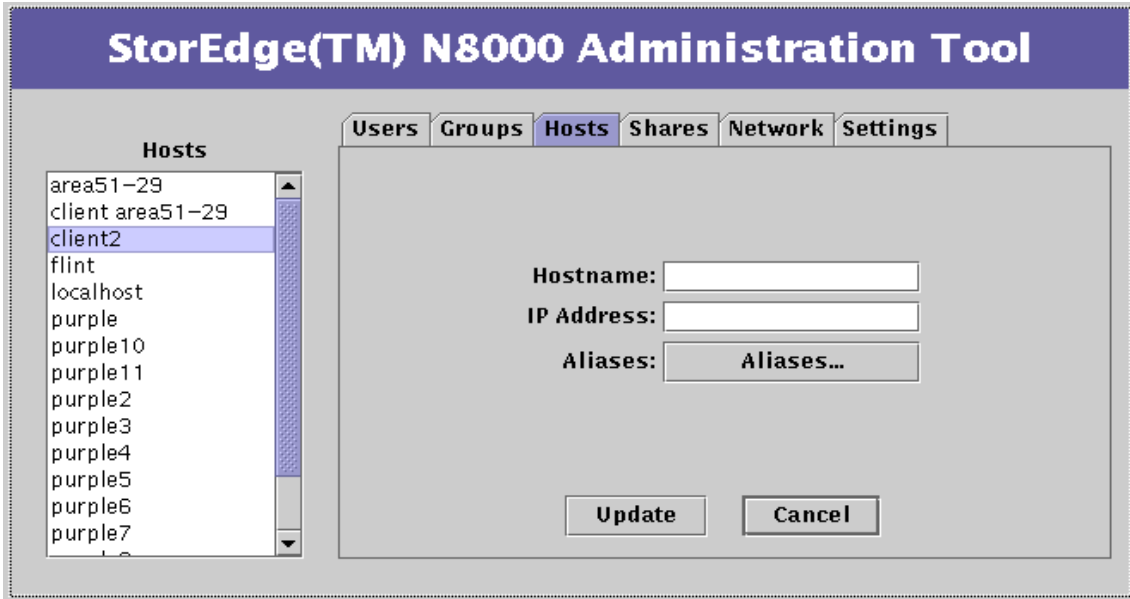 StorEdge(TM) N8000 Administration Tool
Users Groups Hosts Shares Network Settings
Hosts
area51-29
client area51-29
client2
flint
localhost
purple
purple10
purple11
purple2
purple3
purple4
purple5
purple6
purple7
Hostname:
IP Address:
Aliases: Aliases...
Update Cancel